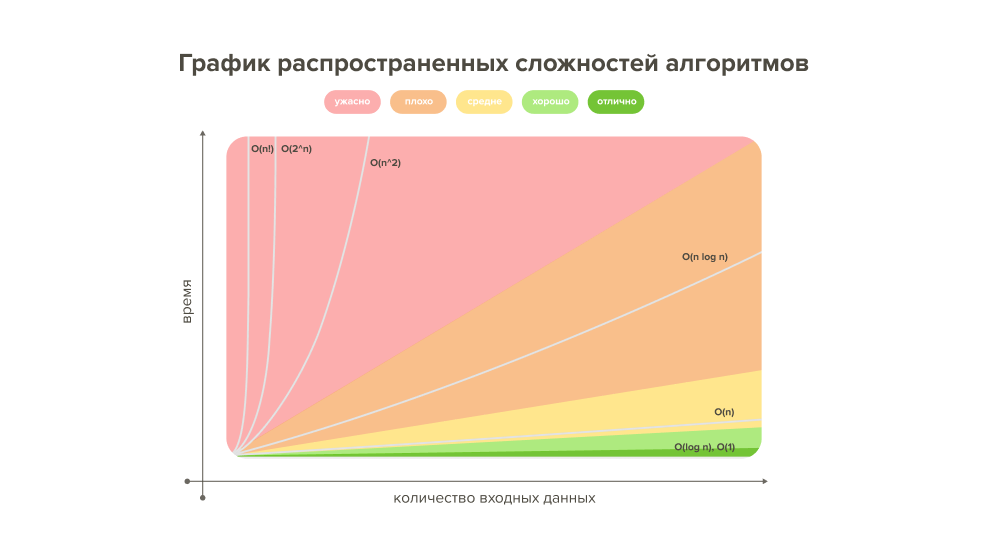 График распространенных сложностей алгоритмов
ужасно плохо средне хорошо отлично
O(n!) O(2^n)
O(n^2)
O(n log n)
время
O(n)
O(log n), O(1)
количество входных данных